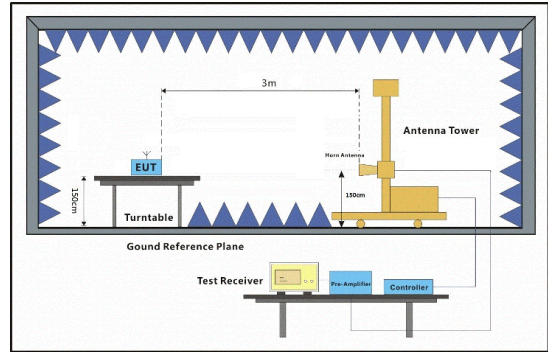 3m
Antenna Tower
Horn Antenna
EUT
150cm
150cm
Turntable
Gound Reference Plane
Test Receiver
Pre-Amplifier
Controller